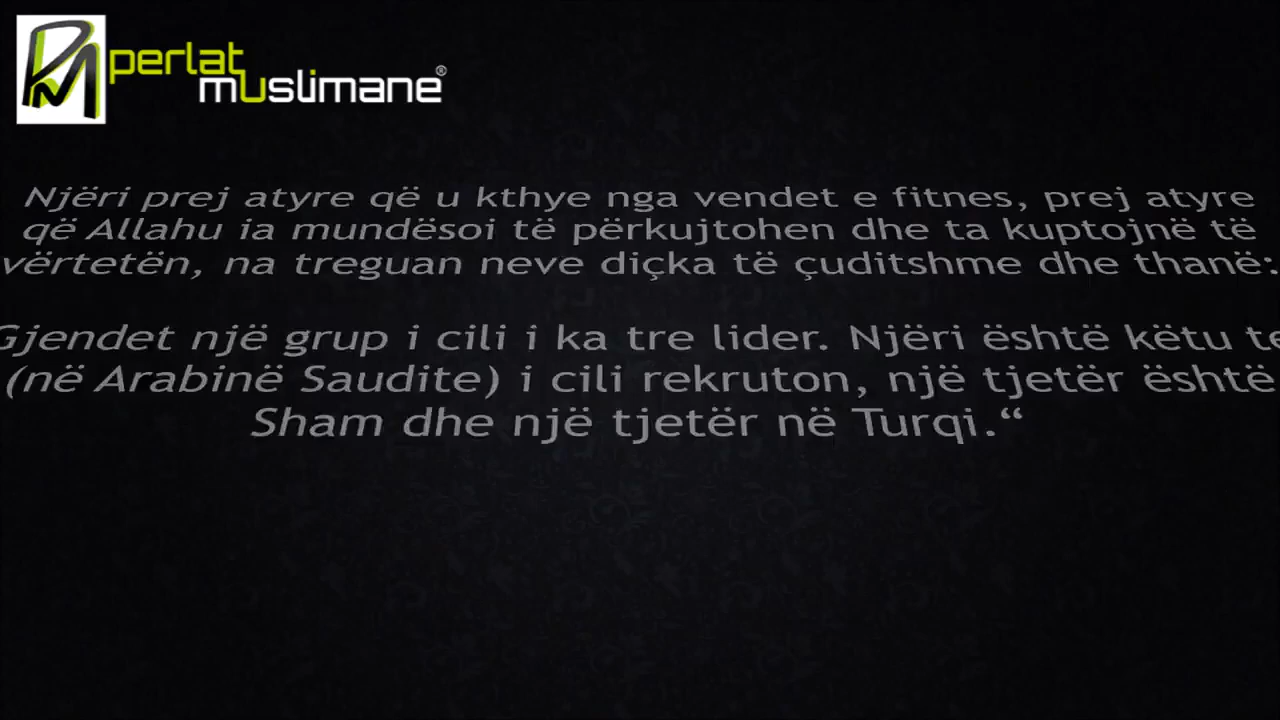 perlat
muslimane®
Njëri prej atyre që u kthye nga vendet e fitnes, prej atyre
që Allahu ia mundësoi të përkujtohen dhe ta kuptojnë të
vërtetën, na treguan neve diçka të çuditshme dhe thanë:
Gjendet një grup i cili i ka tre lider. Njëri është këtu te
(në Arabinë Saudite) i cili rekruton, një tjetër është
Sham dhe një tjetër në Turqi.“